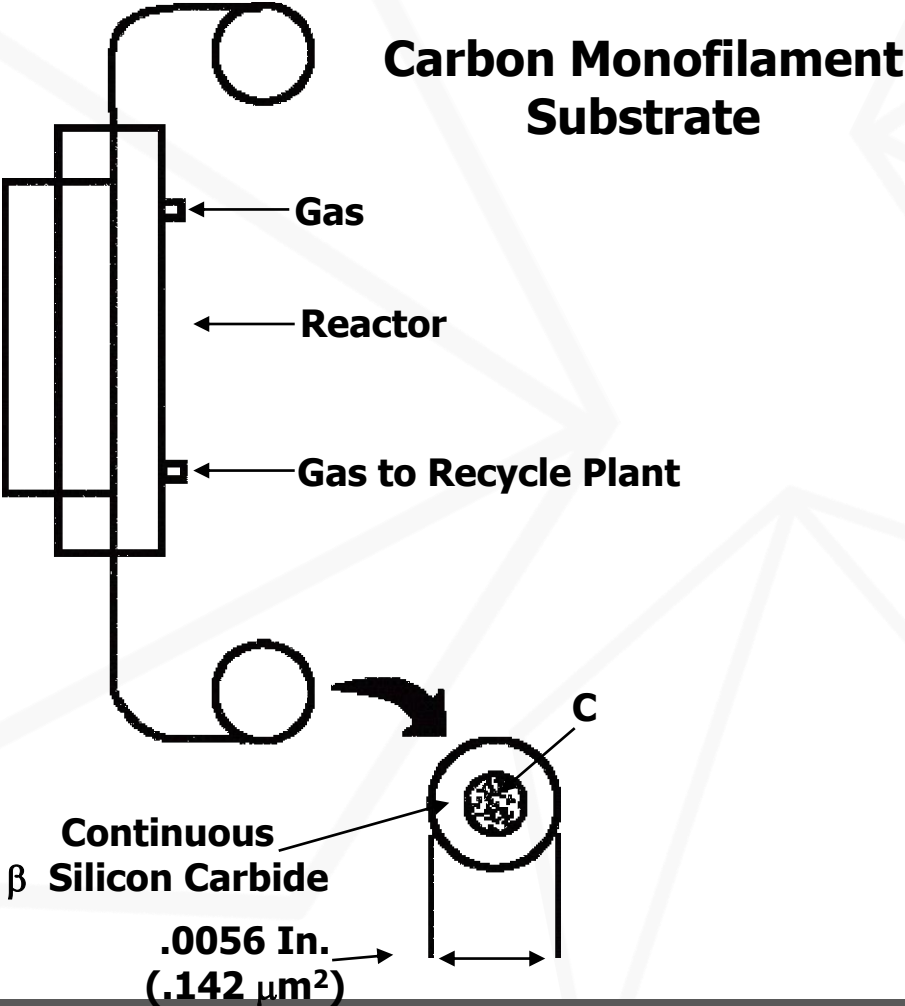 Carbon Monofilament
Substrate
Gas
Reactor
Gas to Recycle Plant
C
Continuous
β Silicon Carbide
.0056 In.
(.142 μm²)